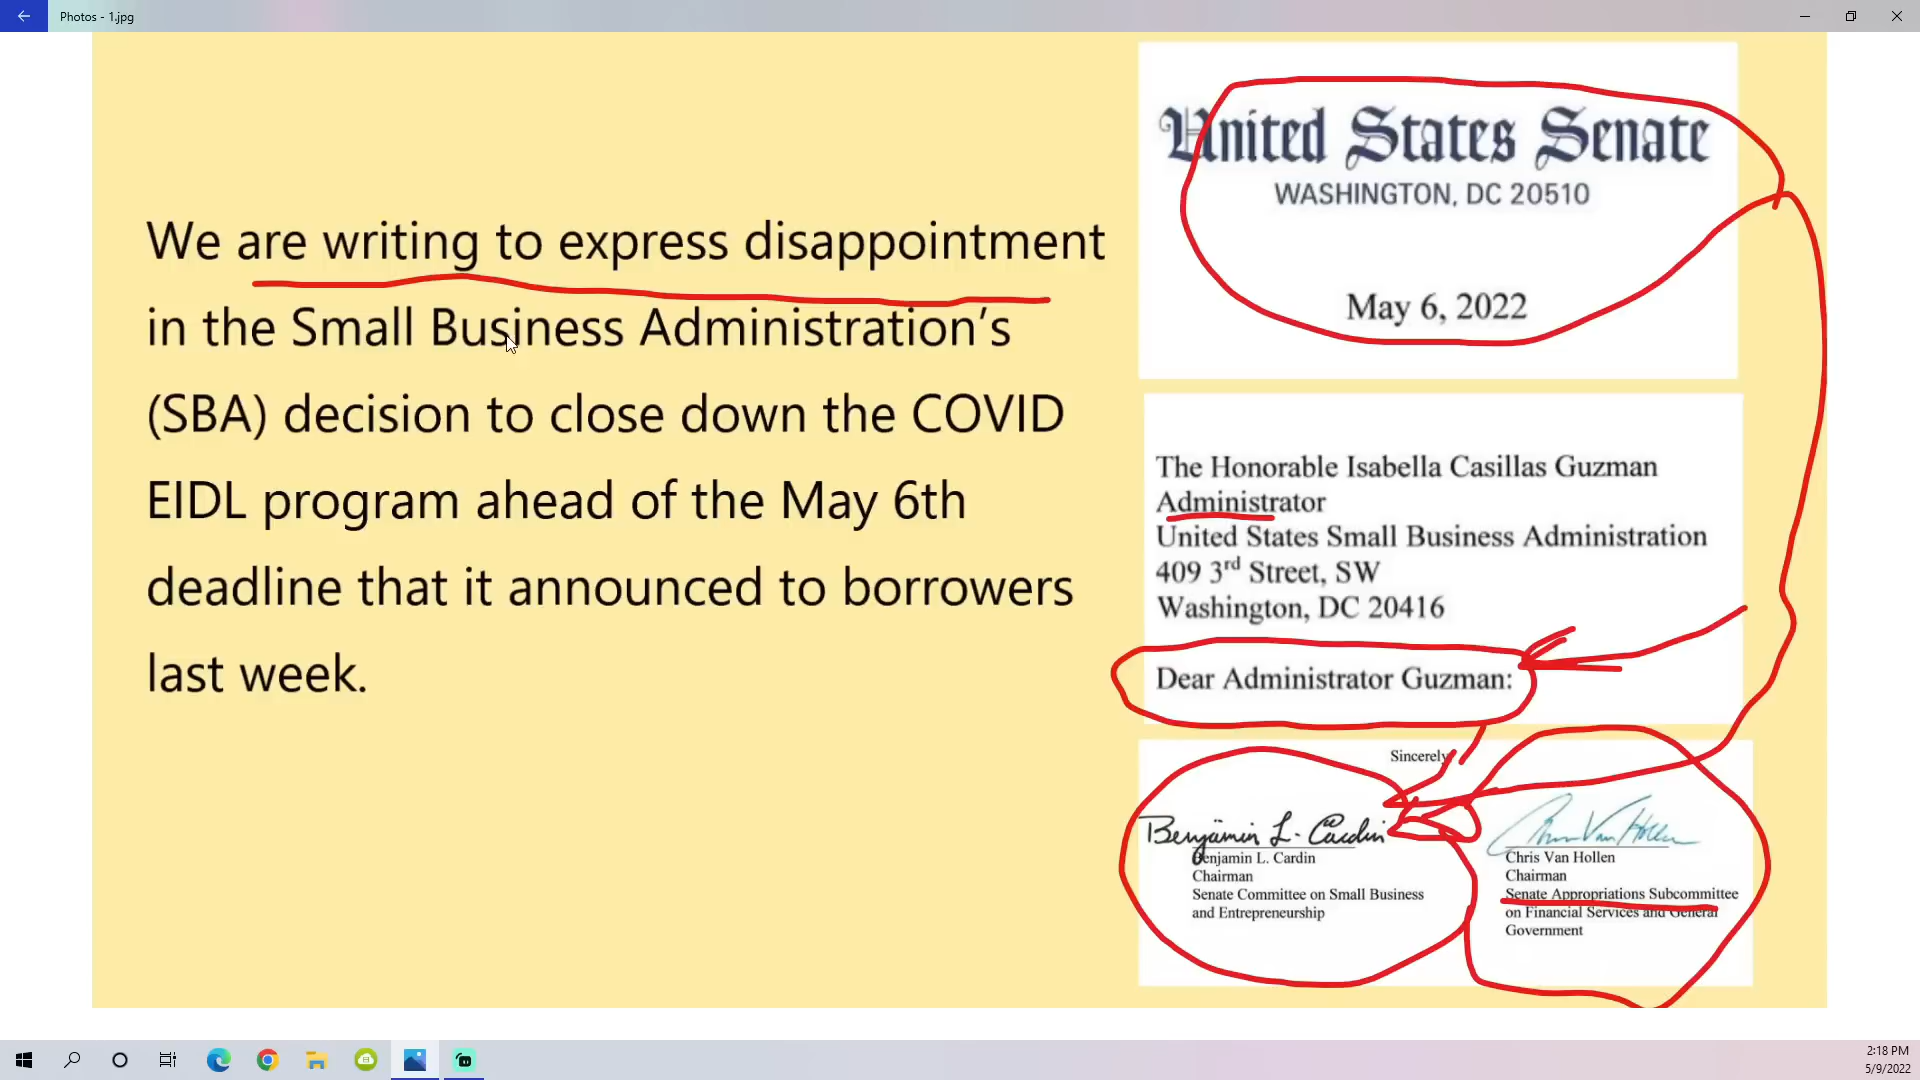 Photos - 1.jpg
We are writing to express disappointment
in the Small Business Administration’s
(SBA) decision to close down the COVID
EIDL program ahead of the May 6th
deadline that it announced to borrowers
last week.
United States Senate
WASHINGTON, DC 20510
May 6, 2022
The Honorable Isabella Casillas Guzman
Administrator
United States Small Business Administration
409 3rd Street, SW
Washington, DC 20416
Dear Administrator Guzman:
Sincerely
Benjamin L. Cardin
Benjamin L. Cardin
Chairman
Senate Committee on Small Business
and Entrepreneurship
Chris Van Hollen
Chris Van Hollen
Chairman
Senate Appropriations Subcommittee
on Financial Services and General
Government
2:18 PM
5/9/2022